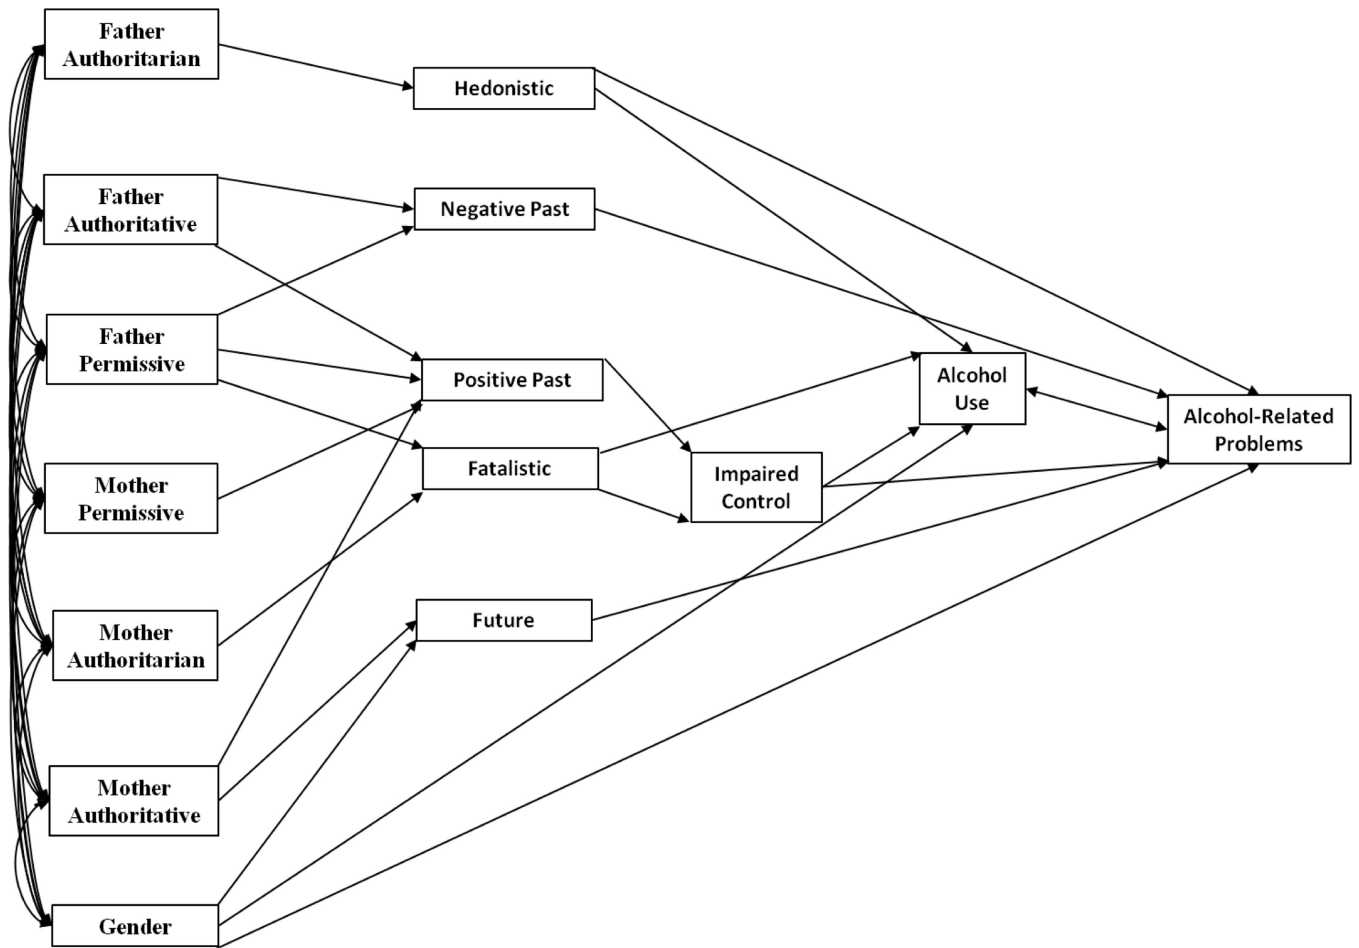 Father
Authoritarian
Hedonistic
Father
Authoritative
Negative Past
Father
Permissive
Positive Past
Alcohol
Use
Alcohol-Related
Problems
Mother
Permissive
Fatalistic
Impaired
Control
Mother
Authoritarian
Future
Mother
Authoritative
Gender